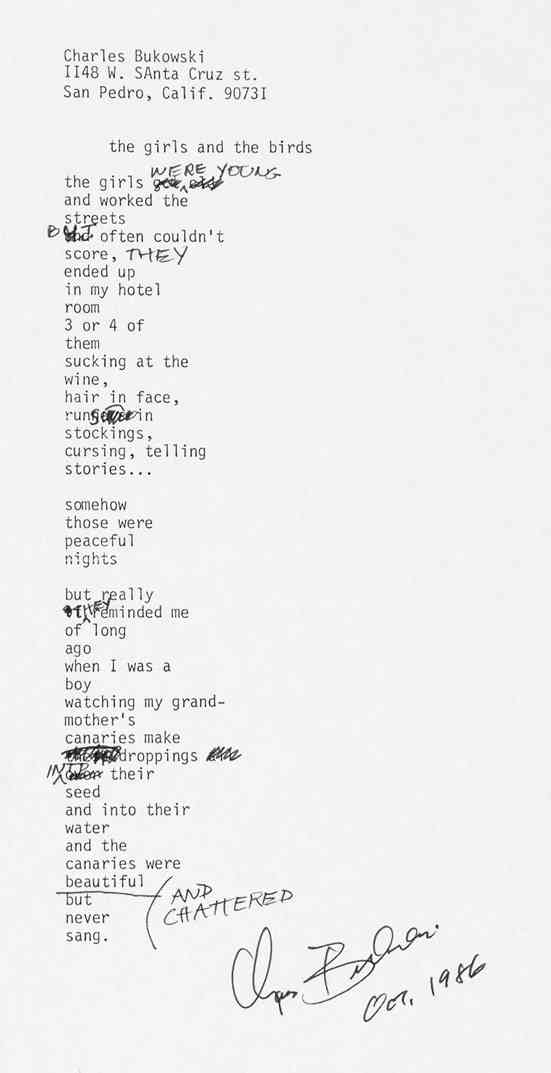 Charles Bukowski
II48 W. SAnta Cruz st.
San Pedro, Calif. 9073I
the girls and the birds
the girls WERE YOUNG
and worked the
streets
BUT often couldn't
score, THEY
ended up
in my hotel
room
3 or 4 of
them
sucking at the
wine,
hair in face,
runs in
stockings,
cursing, telling
stories...
somehow
those were
peaceful
nights
but really
THEY reminded me
of long
ago
when I was a
boy
watching my grand-
mother's
canaries make
droppings
INTO their
seed
and into their
water
and the
canaries were
beautiful
AND
CHATTERED
but
never
sang.
Charles Bukowski
Oct. 1986